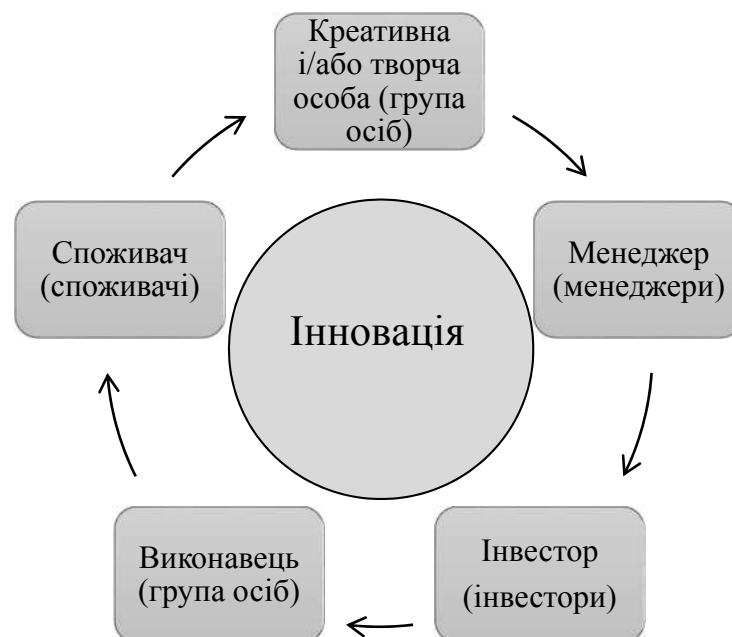 Креативна
і/або творча
особа (група
осіб)
Споживач
(споживачі)
Менеджер
(менеджери)
Інновація
Виконавець
(група осіб)
Інвестор
(інвестори)